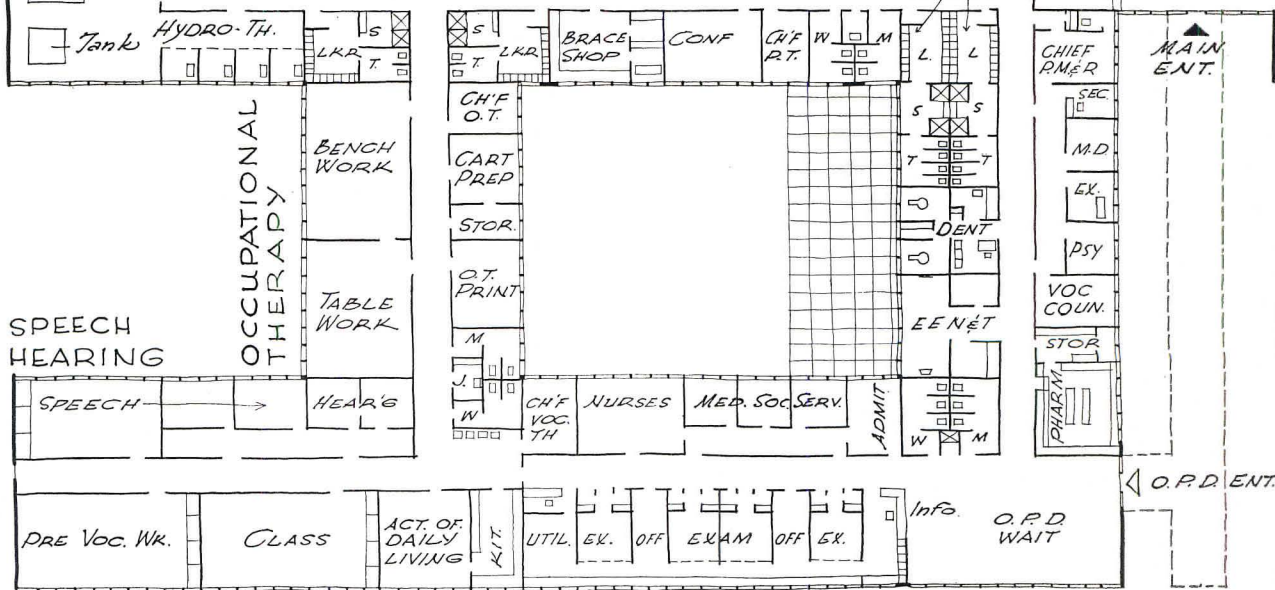 Tank
HYDRO-TH.
LKR
S
T.
S
T.
LKR
BRACE
SHOP
CONF
CH'F
P.T.
W
M
L.
L
CHIEF
P.M.&R
MAIN
ENT.
OCCUPATIONAL
THERAPY
BENCH
WORK
CH'F
O.T.
CART
PREP
STOR.
O.T.
PRINT
TABLE
WORK
S
S
T
T
DENT
EEN&T
SEC.
M.D.
EX.
PSY
VOC
COUN.
STOR
PHARM.
SPEECH
HEARING
SPEECH
HEAR'G
M
J.
W
CH'F
VOC.
TH
NURSES
MED. SOC. SERV.
ADMIT.
W
M
O.P.D. ENT.
PRE VOC. WK.
CLASS
ACT. OF
DAILY
LIVING
KIT.
UTIL.
EX.
OFF
EXAM
OFF
EX.
Info.
O.P.D.
WAIT